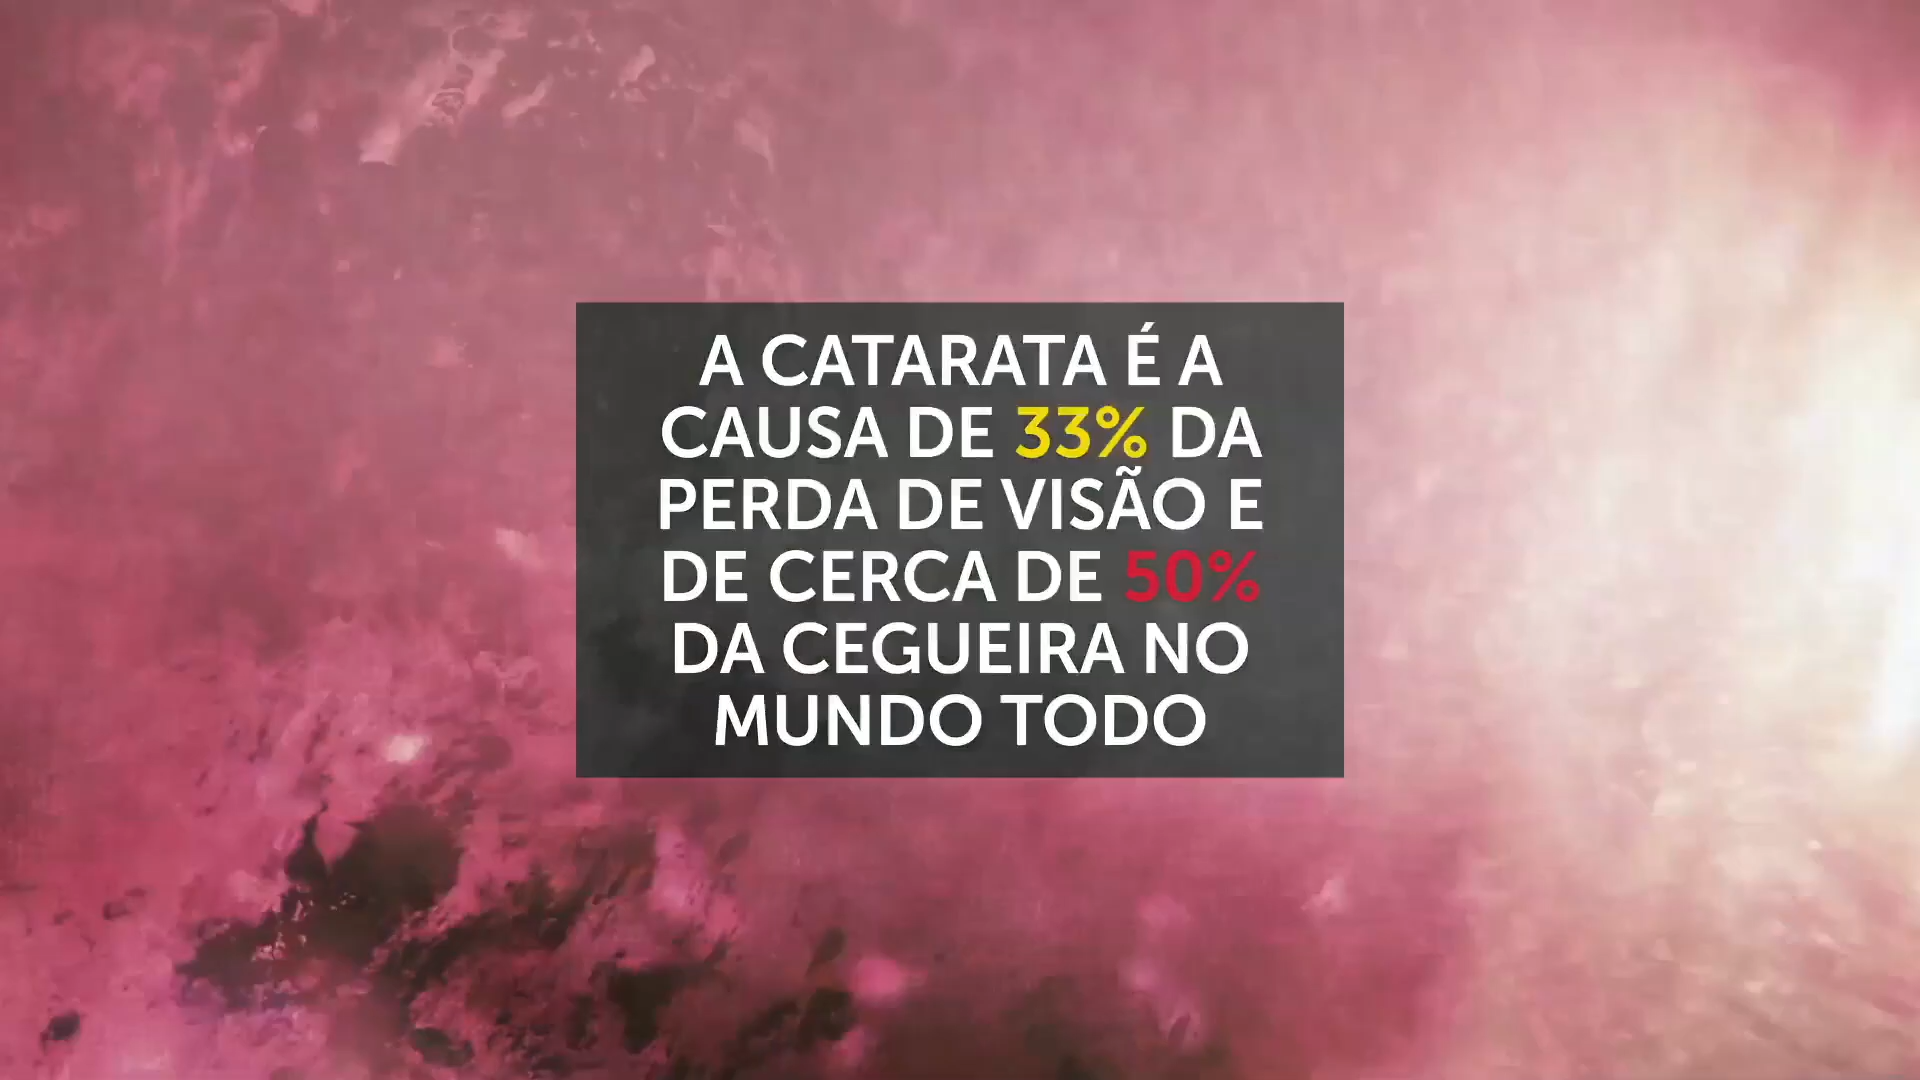 A CATARATA É A
CAUSA DE 33% DA
PERDA DE VISÃO E
DE CERCA DE 50%
DA CEGUEIRA NO
MUNDO TODO